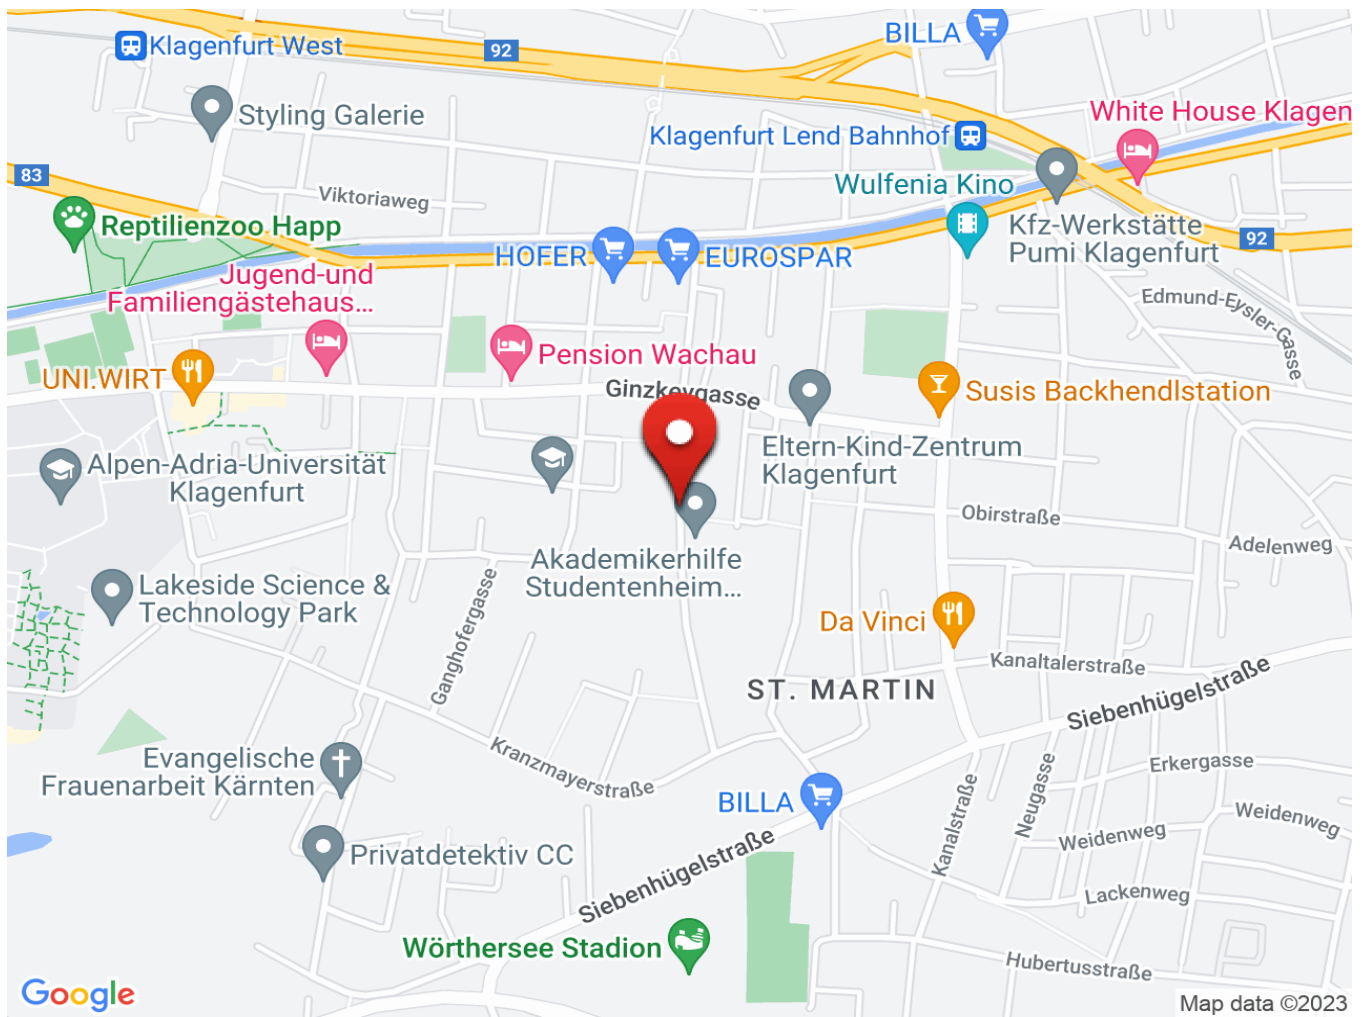 BILLA
Klagenfurt West
92
Styling Galerie
White House Klagen
Klagenfurt Lend Bahnhof
83
Viktoriaweg
Wulfenia Kino
Reptilienzoo Happ
Kfz-Werkstätte
Pumi Klagenfurt
92
HOFER
EUROSPAR
Jugend-und
Familiengästehaus...
Edmund-Eysler-Gasse
Pension Wachau
UNI.WIRT
Ginzkeygasse
Susis Backhendlstation
Eltern-Kind-Zentrum
Klagenfurt
Alpen-Adria-Universität
Klagenfurt
Obirstraße
Adelenweg
Akademikerhilfe
Studentenheim...
Lakeside Science &
Technology Park
Ganghofergasse
Da Vinci
Kanaltalerstraße
ST. MARTIN
Siebenhügelstraße
Kranzmayerstraße
Evangelische
Frauenarbeit Kärnten
Erkergasse
Neugasse
BILLA
Kanalstraße
Weidenweg
Weidenweg
Privatdetektiv CC
Siebenhügelstraße
Lackenweg
Wörthersee Stadion
Hubertusstraße
Google
Map data ©2023